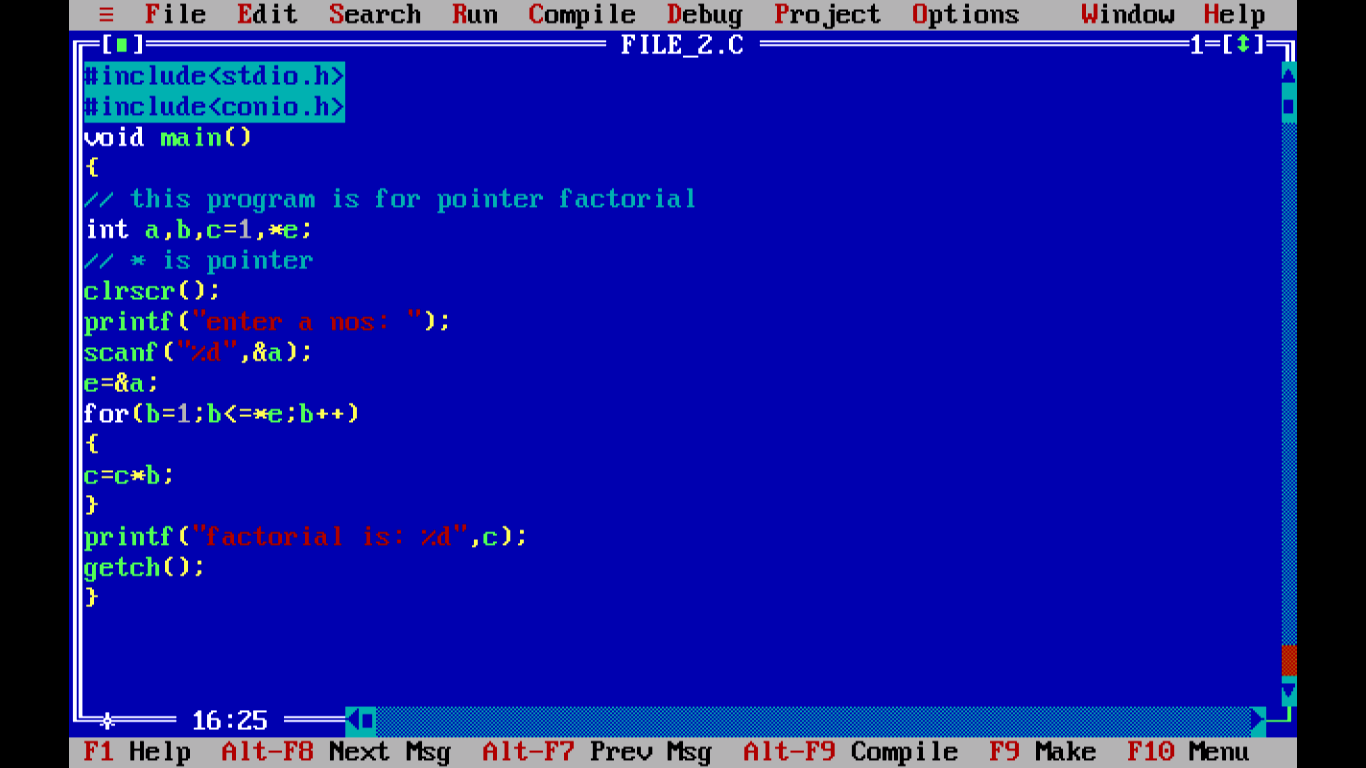 ≡ File Edit Search Run Compile Debug Project Options Window Help
[■] FILE_2.C 1=[↕]
#include<stdio.h>
#include<conio.h>
void main()
{
// this program is for pointer factorial
int a,b,c=1,*e;
// * is pointer
clrscr();
printf("enter a nos: ");
scanf("%d",&a);
e=&a;
for(b=1;b<=*e;b++)
{
c=c*b;
}
printf("factorial is: %d",c);
getch();
}
16:25
F1 Help Alt-F8 Next Msg Alt-F7 Prev Msg Alt-F9 Compile F9 Make F10 Menu